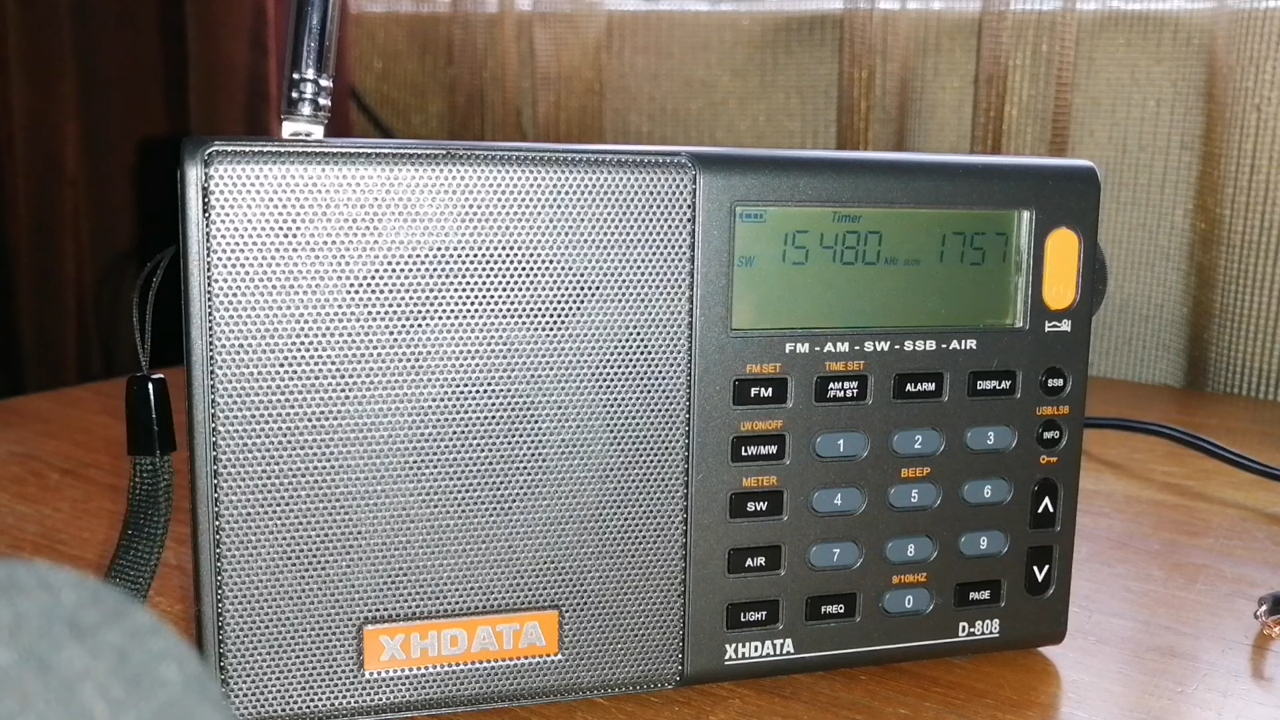 Timer
SW 15480 kHz SLOW 1757
FM - AM - SW - SSB - AIR
FM SET TIME SET
FM AM BW /FM ST ALARM DISPLAY SSB
USB/LSB
LW ON/OFF
LW/MW 1 2 3 INFO
METER BEEP
SW 4 5 6
AIR 7 8 9
9/10kHZ
LIGHT FREQ 0 PAGE
XHDATA D-808
XHDATA